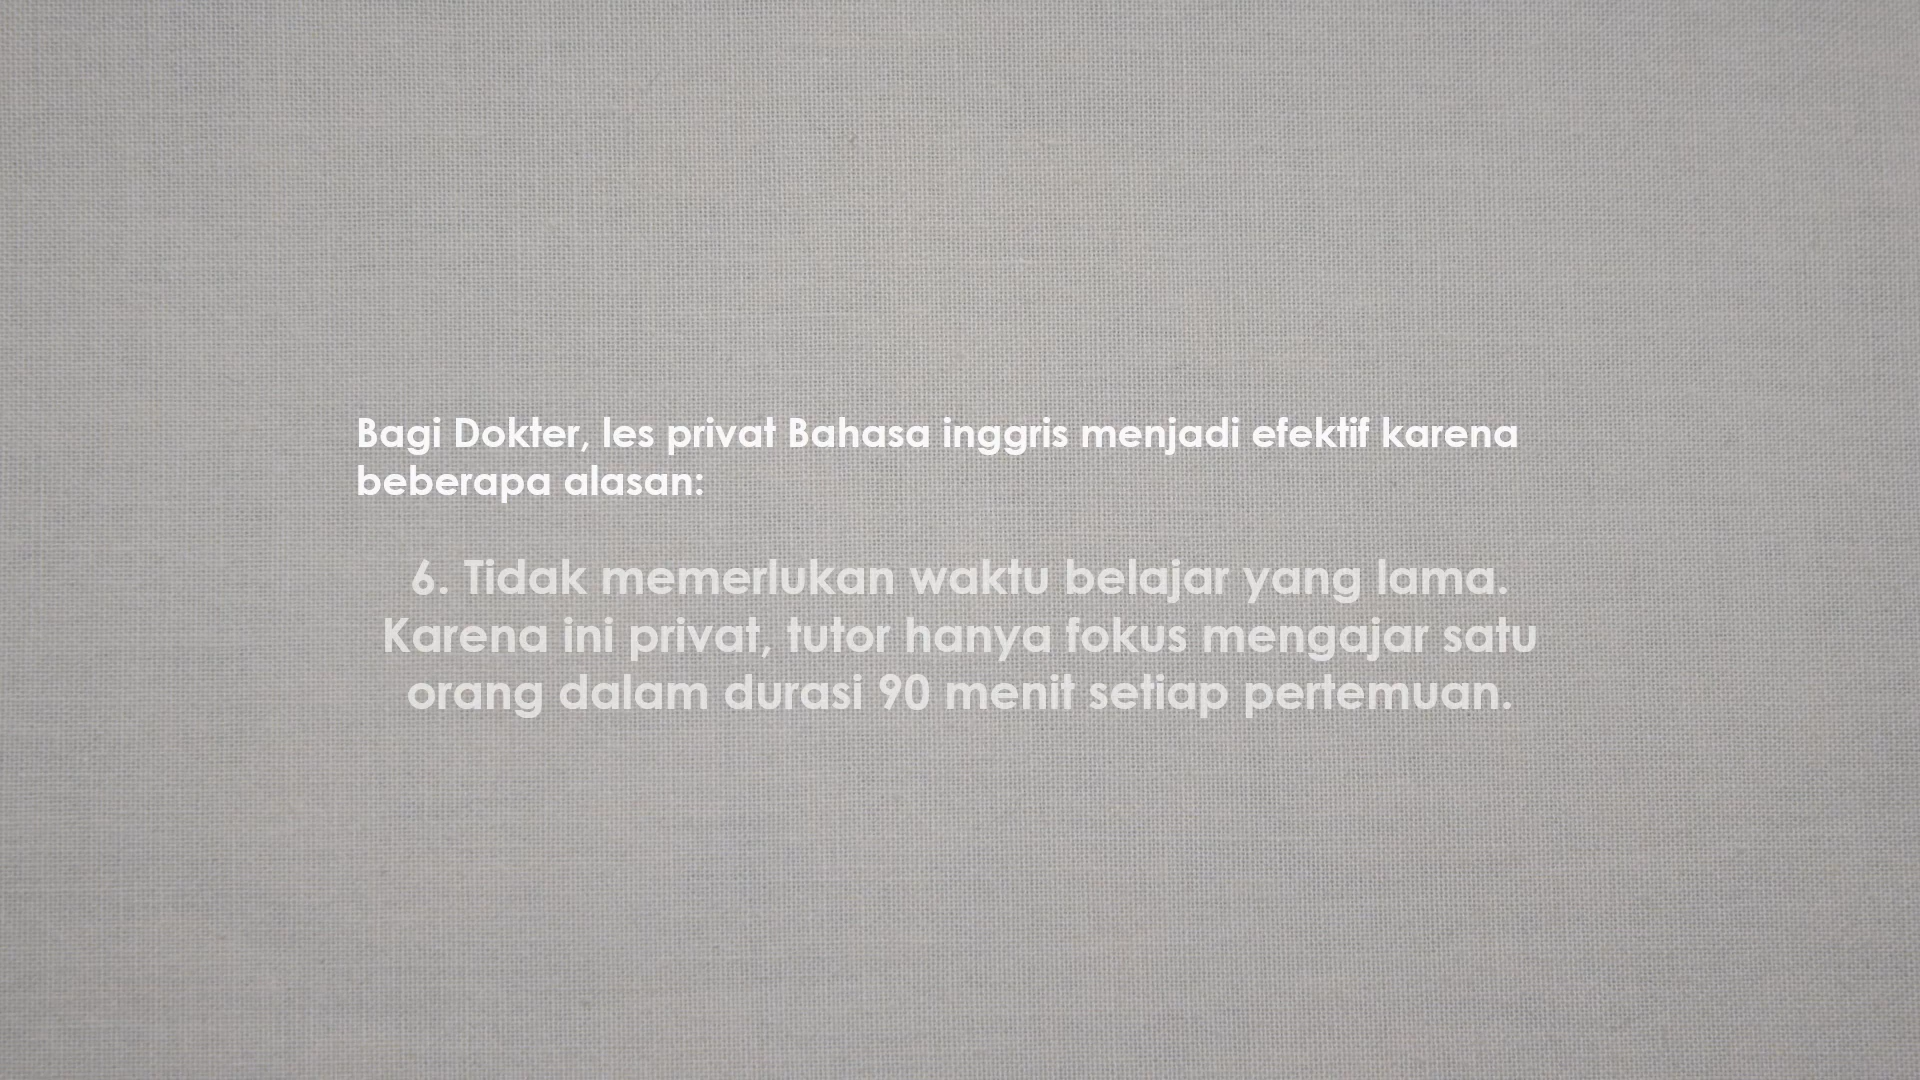 Bagi Dokter, les privat Bahasa inggris menjadi efektif karena
beberapa alasan:
6. Tidak memerlukan waktu belajar yang lama.
Karena ini privat, tutor hanya fokus mengajar satu
orang dalam durasi 90 menit setiap pertemuan.